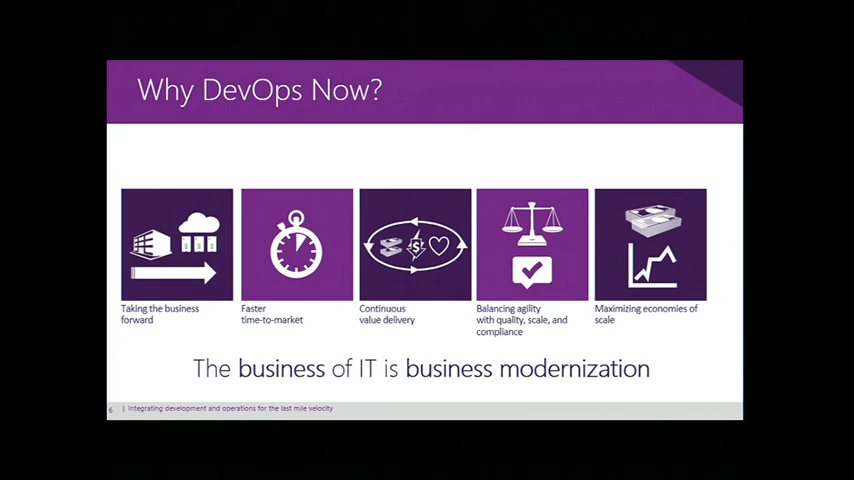 Why DevOps Now?
$
Taking the business
forward
Faster
time-to-market
Continuous
value delivery
Balancing agility
with quality, scale, and
compliance
Maximizing economies of
scale
The business of IT is business modernization
6 | Integrating development and operations for the last mile velocity